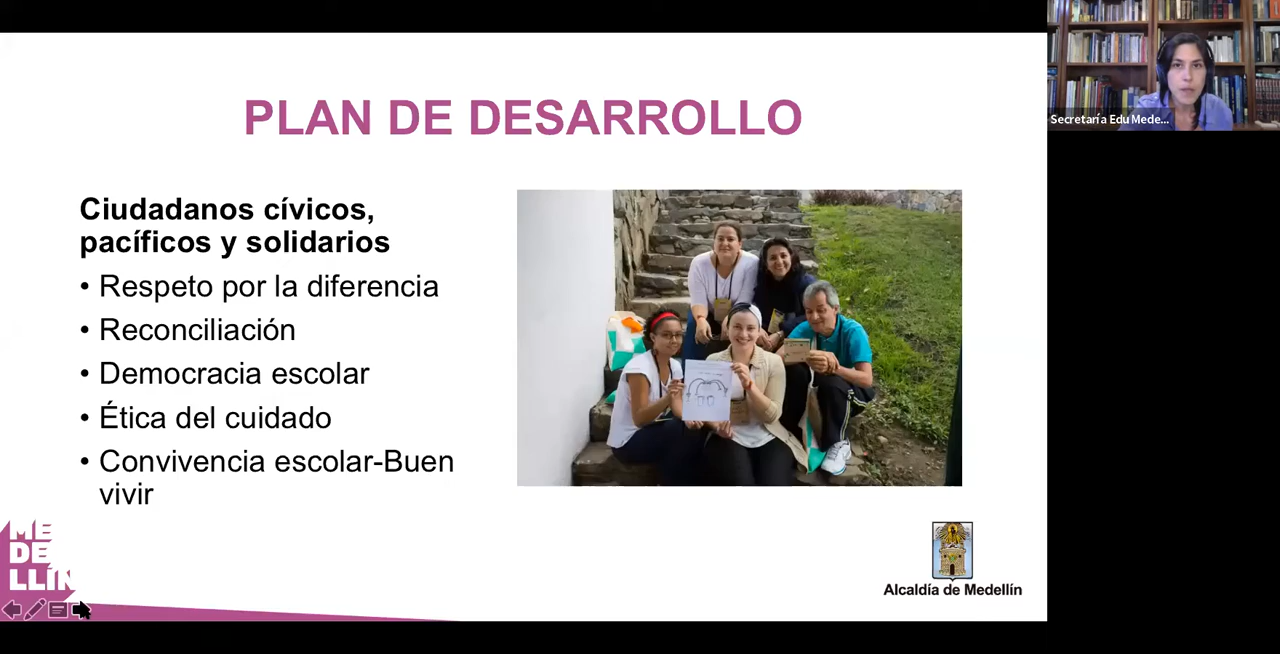 PLAN DE DESARROLLO
Secretaría Edu Mede...
Ciudadanos cívicos,
pacíficos y solidarios
• Respeto por la diferencia
• Reconciliación
• Democracia escolar
• Ética del cuidado
• Convivencia escolar-Buen
vivir
ME
DE
LLÍN
Alcaldía de Medellín